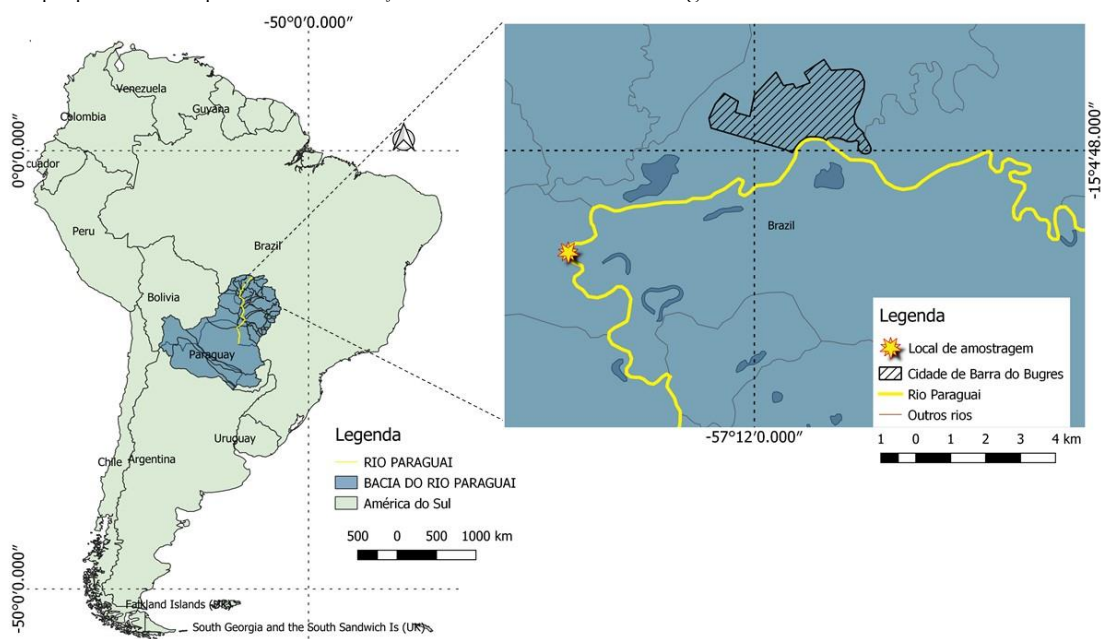 -50°0'0.000"
0°0'0.000"
-50°0'0.000"
Venezuela
Guyana
Colombia
cuador
Peru
Brazil
Bolivia
Paraguay
Uruguay
Chile
Argentina
Falkland Islands (UK)
South Georgia and the South Sandwich Is (UK)
Legenda
RIO PARAGUAI
BACIA DO RIO PARAGUAI
América do Sul
500 0 500 1000 km
-15°4'48.000"
Brazil
Legenda
Local de amostragem
Cidade de Barra do Bugres
Rio Paraguai
Outros rios
-57°12'0.000"
1 0 1 2 3 4 km